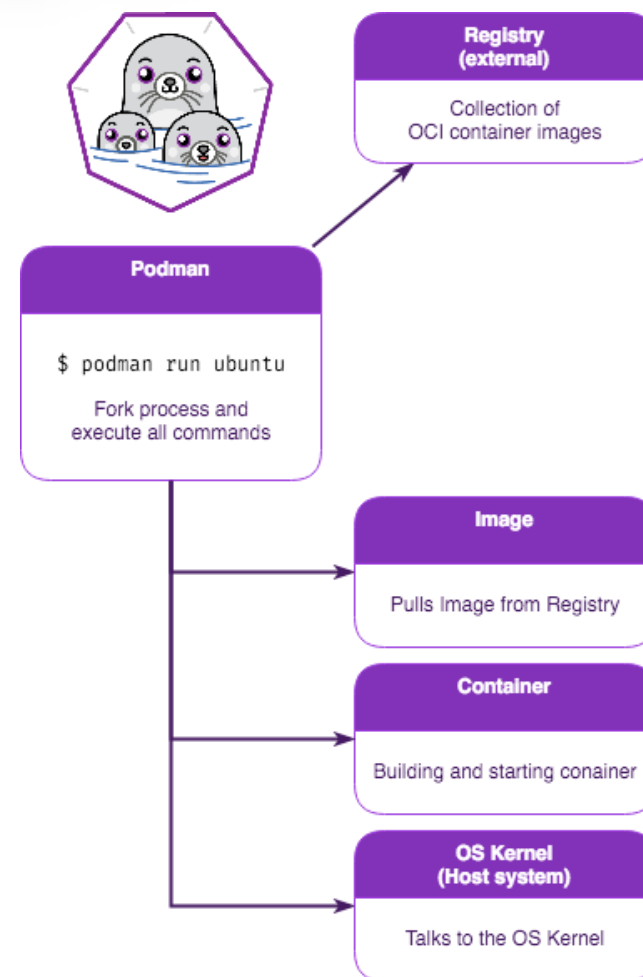 Registry
(external)
Collection of
OCI container images
Podman
$ podman run ubuntu
Fork process and
execute all commands
Image
Pulls Image from Registry
Container
Building and starting conainer
OS Kernel
(Host system)
Talks to the OS Kernel